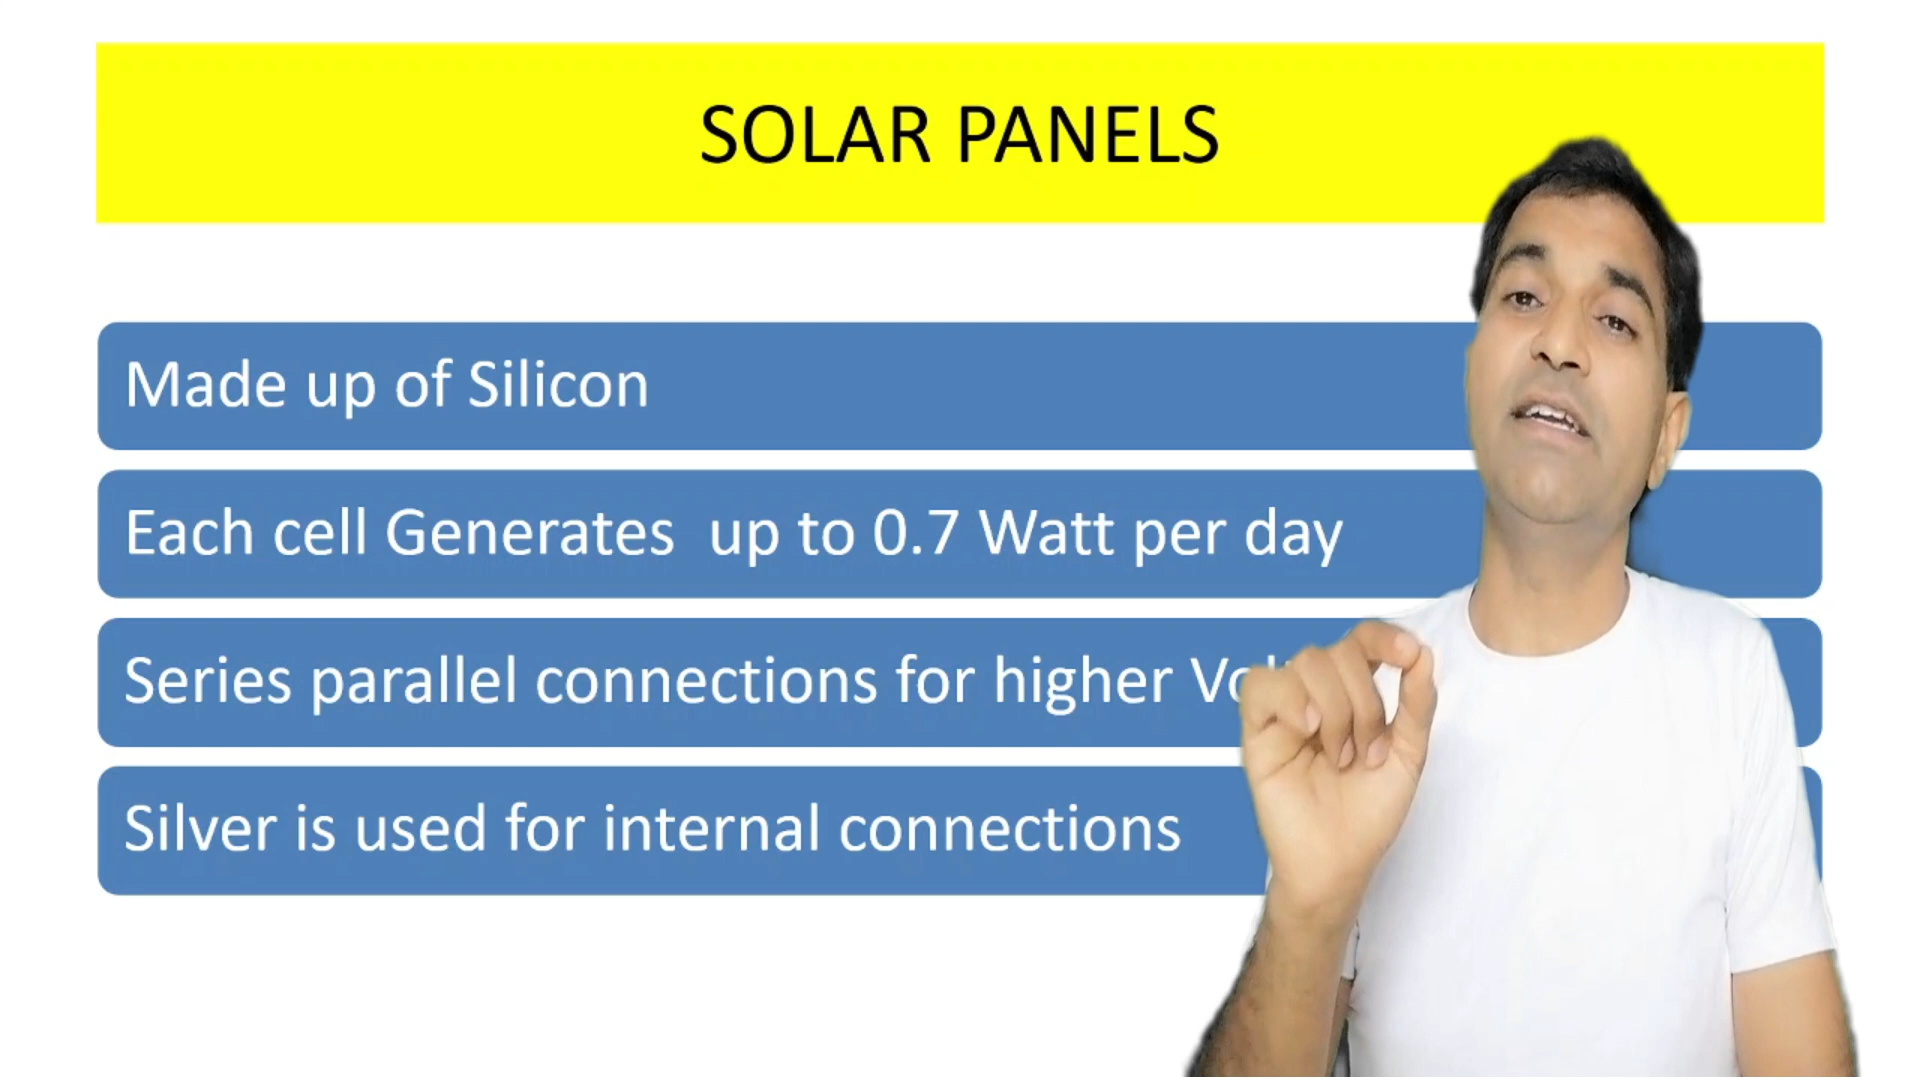 SOLAR PANELS
Made up of Silicon
Each cell Generates  up to 0.7 Watt per day
Series parallel connections for higher
Silver is used for internal connections